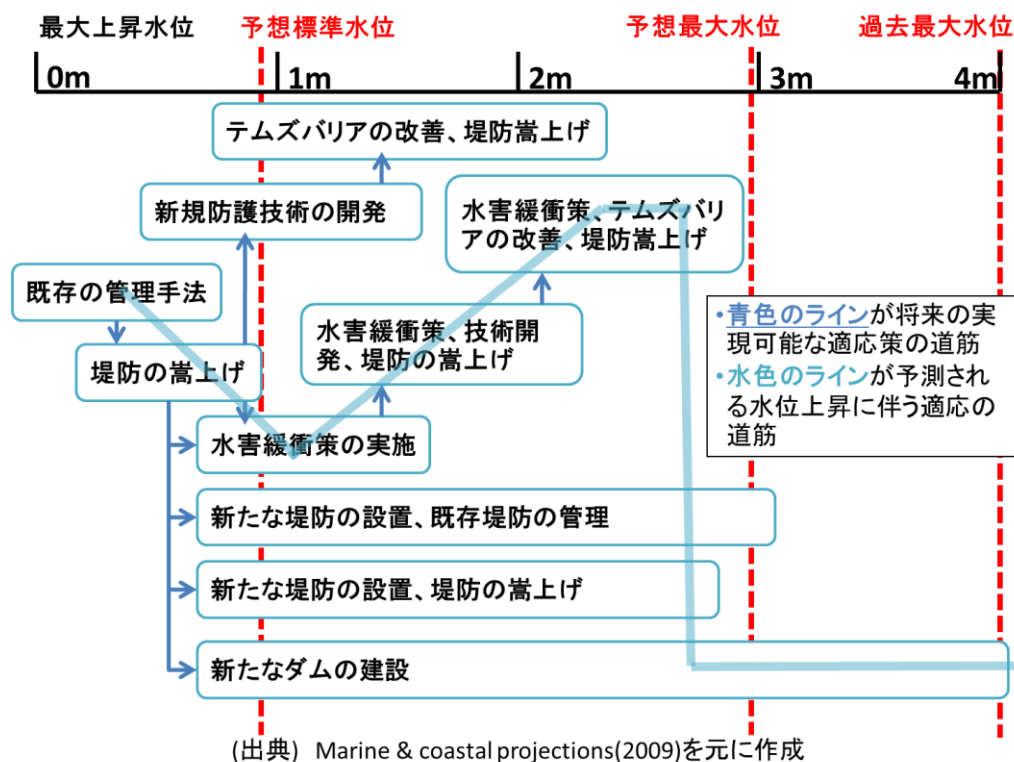 最大上昇水位
予想標準水位
予想最大水位
過去最大水位
0m
1m
2m
3m
4m
テムズバリアの改善、堤防嵩上げ
新規防護技術の開発
水害緩衝策、テムズバリ
アの改善、堤防嵩上げ
既存の管理手法
水害緩衝策、技術開
発、堤防の嵩上げ
堤防の嵩上げ
水害緩衝策の実施
新たな堤防の設置、既存堤防の管理
新たな堤防の設置、堤防の嵩上げ
新たなダムの建設
•青色のラインが将来の実
現可能な適応策の道筋
•水色のラインが予測され
る水位上昇に伴う適応の
道筋
(出典) Marine & coastal projections(2009)を元に作成